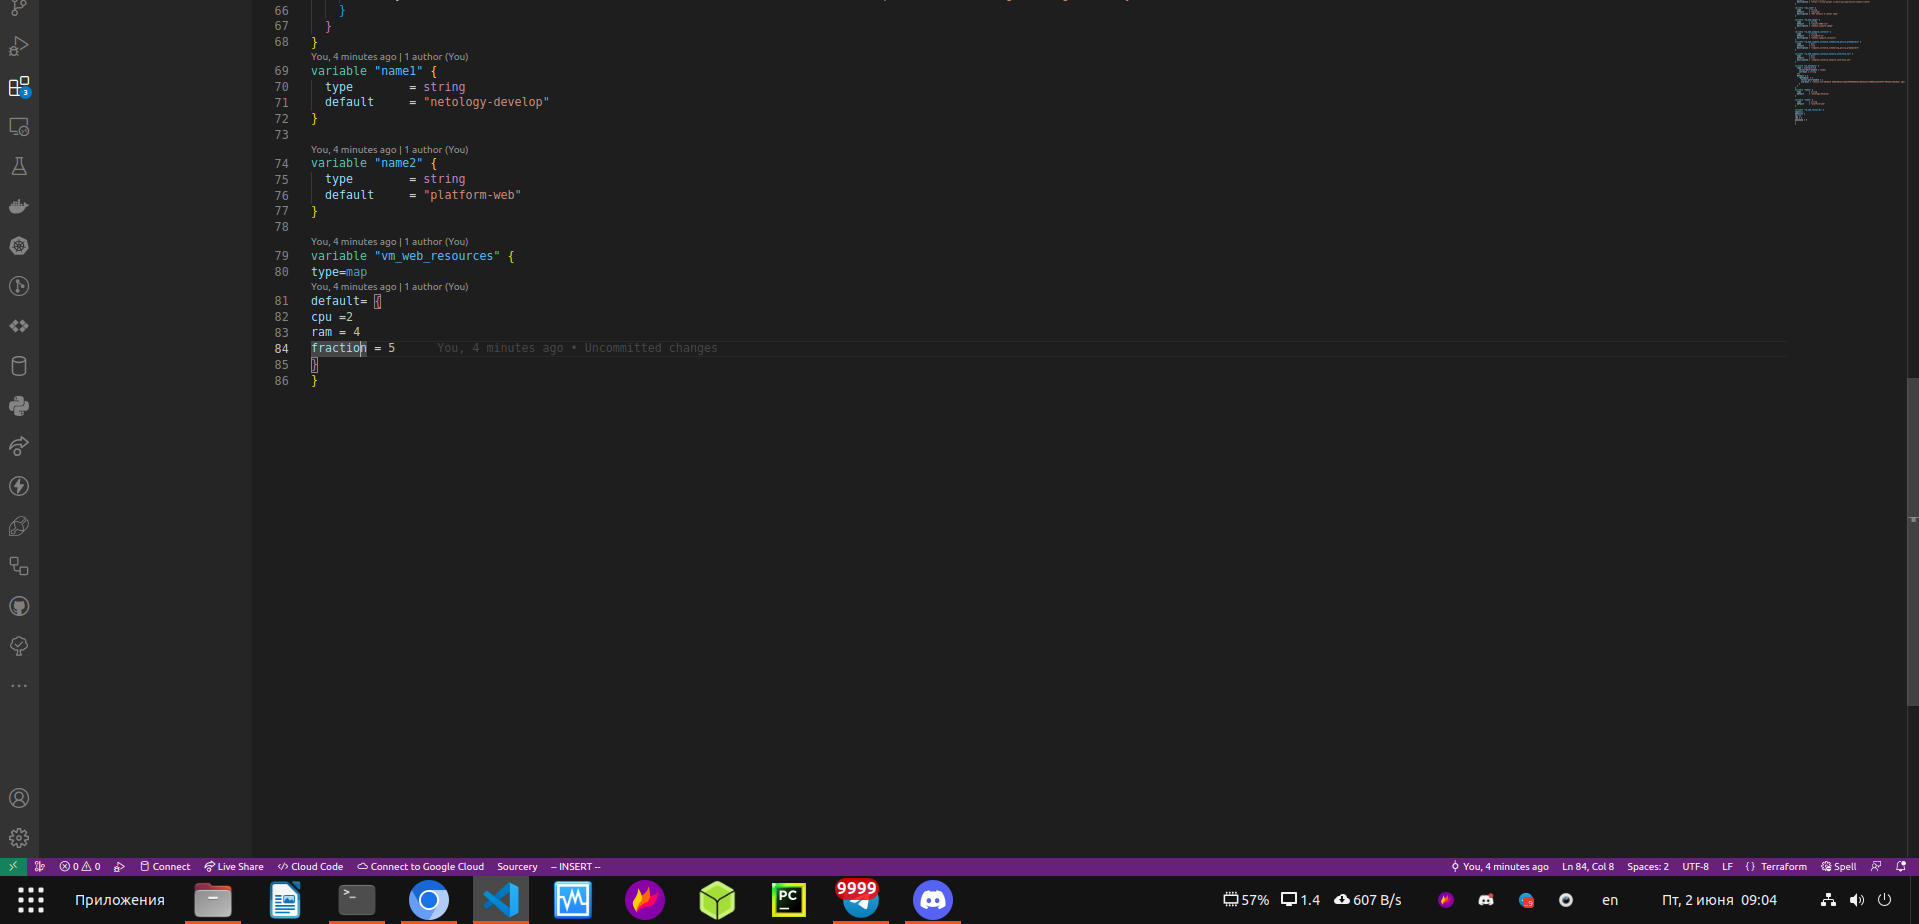 66 }
67 }
68 }
You, 4 minutes ago | 1 author (You)
69 variable "name1" {
70 type = string
71 default = "netology-develop"
72 }
73
You, 4 minutes ago | 1 author (You)
74 variable "name2" {
75 type = string
76 default = "platform-web"
77 }
78
You, 4 minutes ago | 1 author (You)
79 variable "vm_web_resources" {
80 type=map
You, 4 minutes ago | 1 author (You)
81 default= {
82 cpu =2
83 ram = 4
84 fraction = 5 You, 4 minutes ago • Uncommitted changes
85 }
86 }
3
0 0 Connect Live Share Cloud Code Connect to Google Cloud Sourcery -- INSERT -- You, 4 minutes ago Ln 84, Col 8 Spaces: 2 UTF-8 LF {} Terraform Spell
Приложения >_ PC 9999 57% 1.4 607 B/s en Пт, 2 июня 09:04